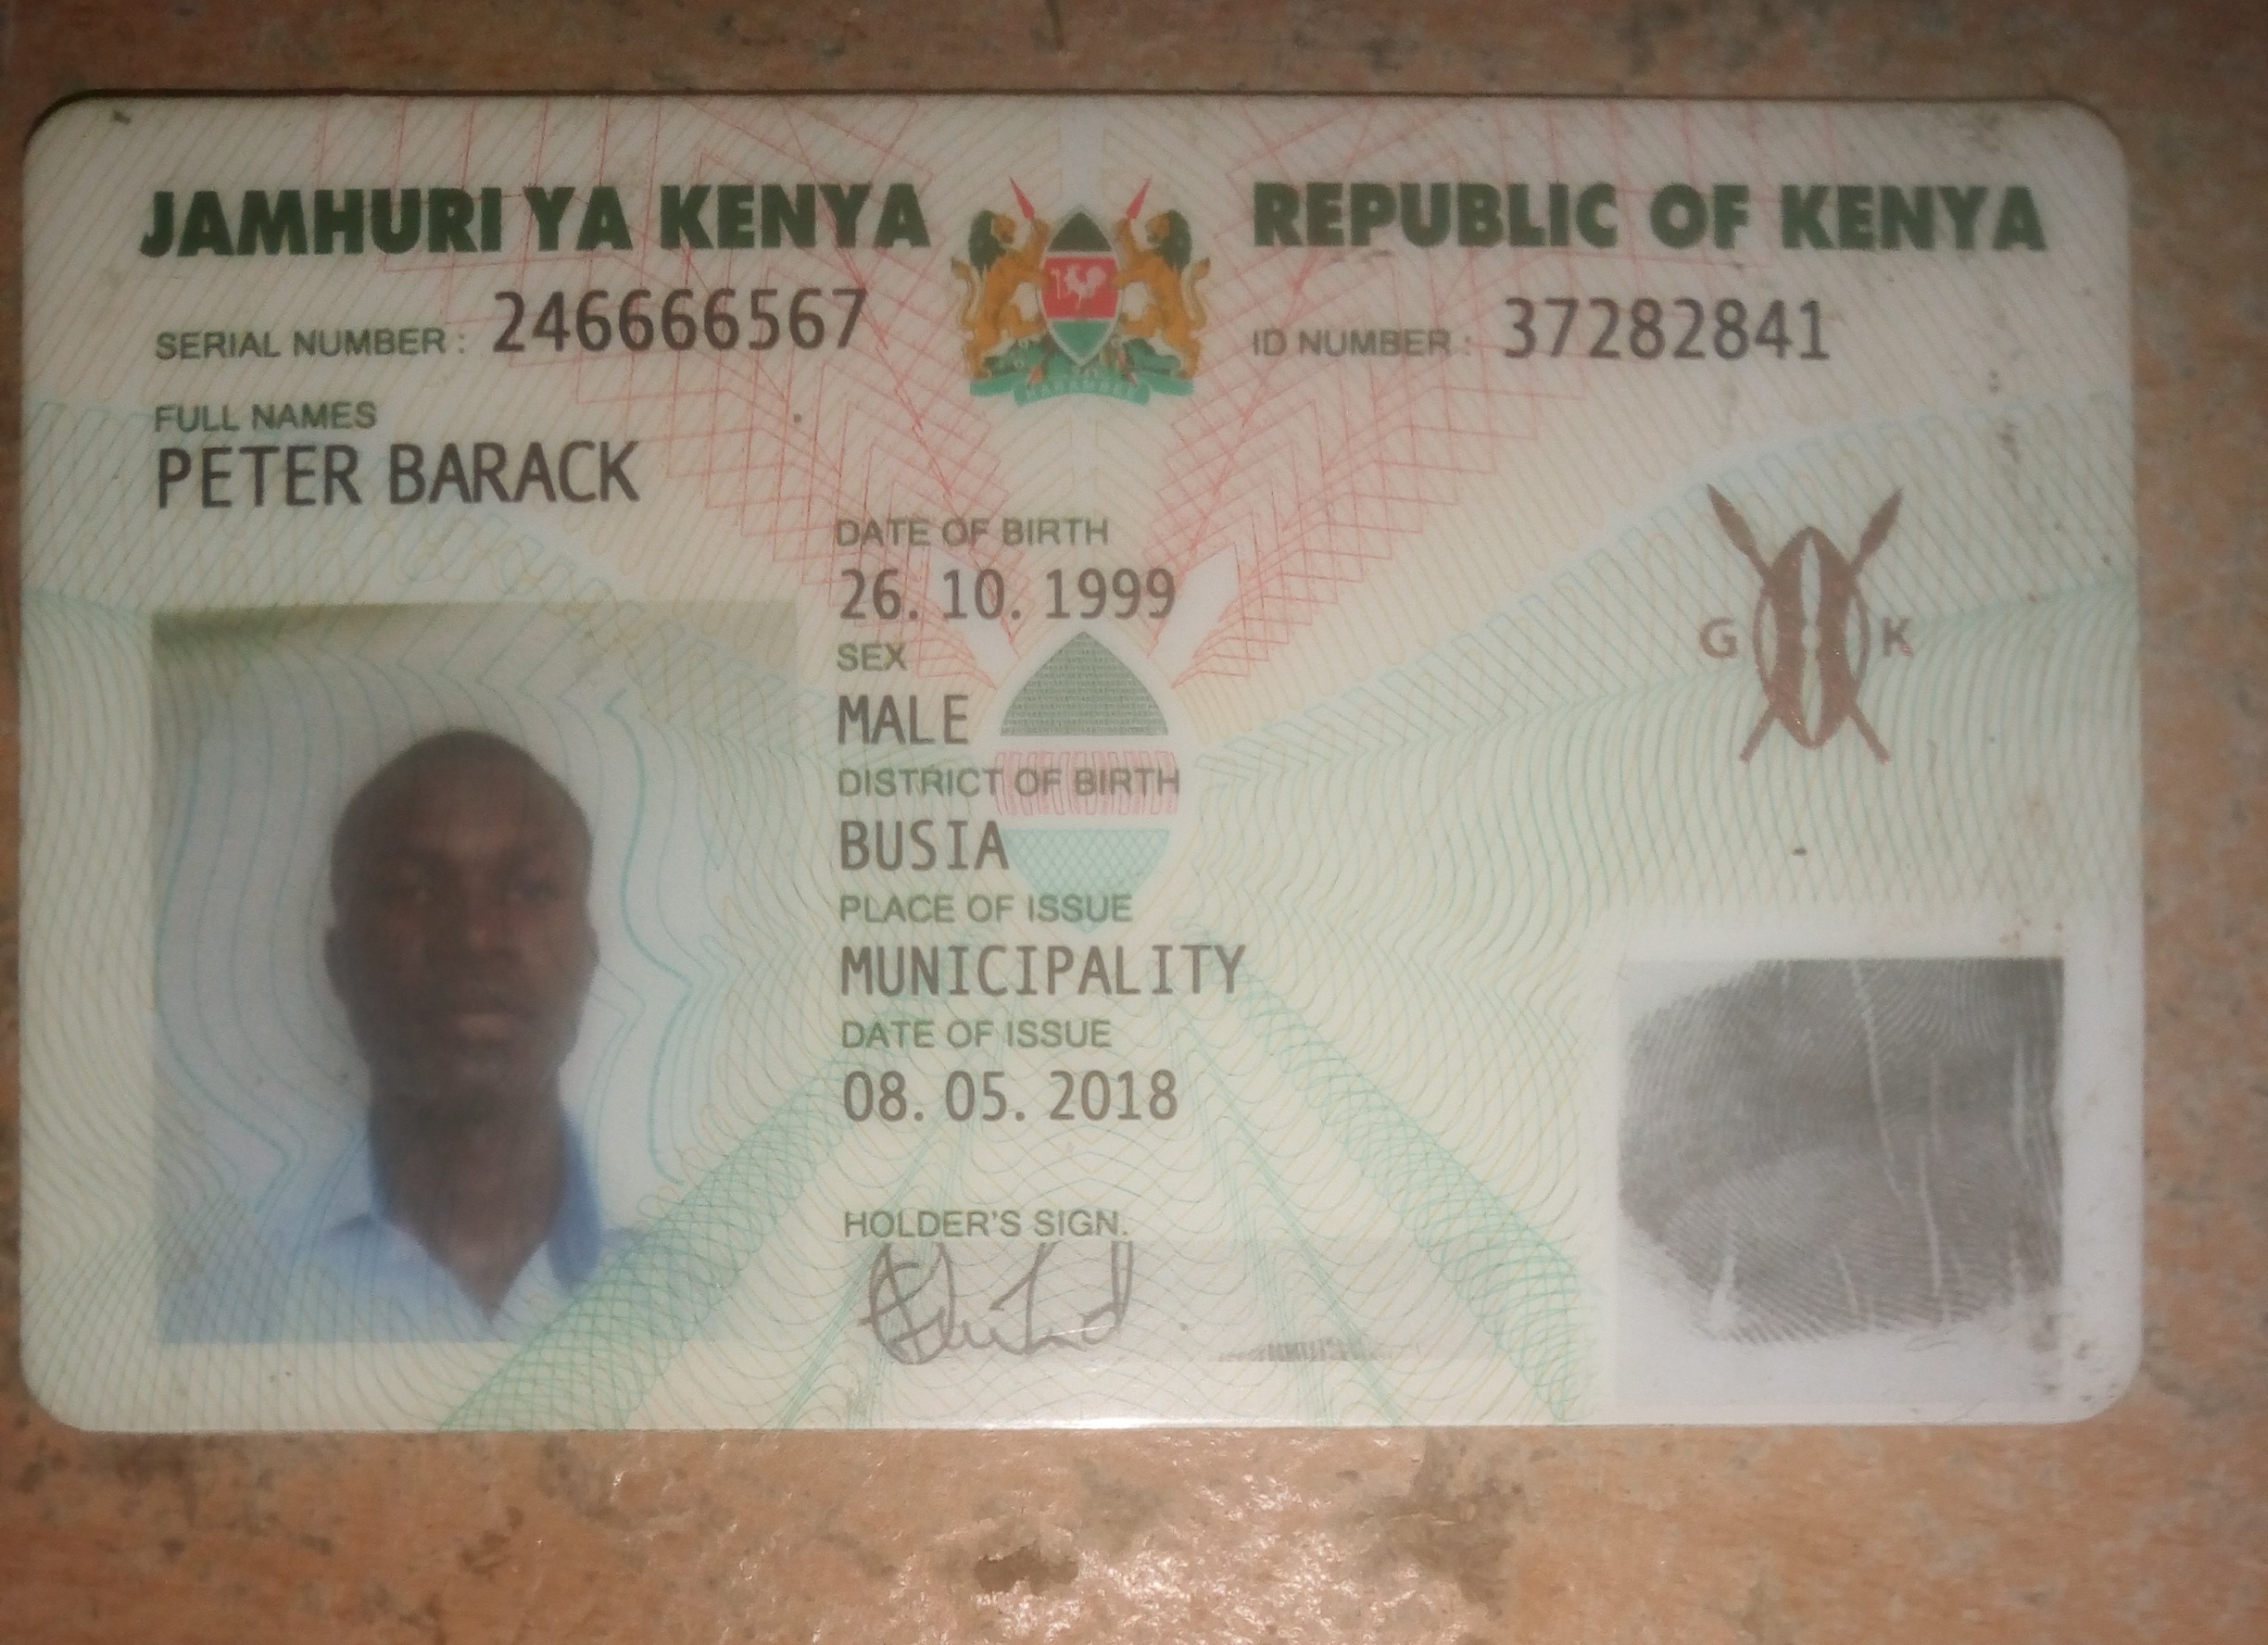 JAMHURI YA KENYA REPUBLIC OF KENYA
SERIAL NUMBER : 246666567 ID NUMBER : 37282841
FULL NAMES
PETER BARACK
DATE OF BIRTH
26. 10. 1999
SEX
MALE
G K
DISTRICT OF BIRTH
BUSIA
PLACE OF ISSUE
MUNICIPALITY
DATE OF ISSUE
08. 05. 2018
HOLDER'S SIGN.